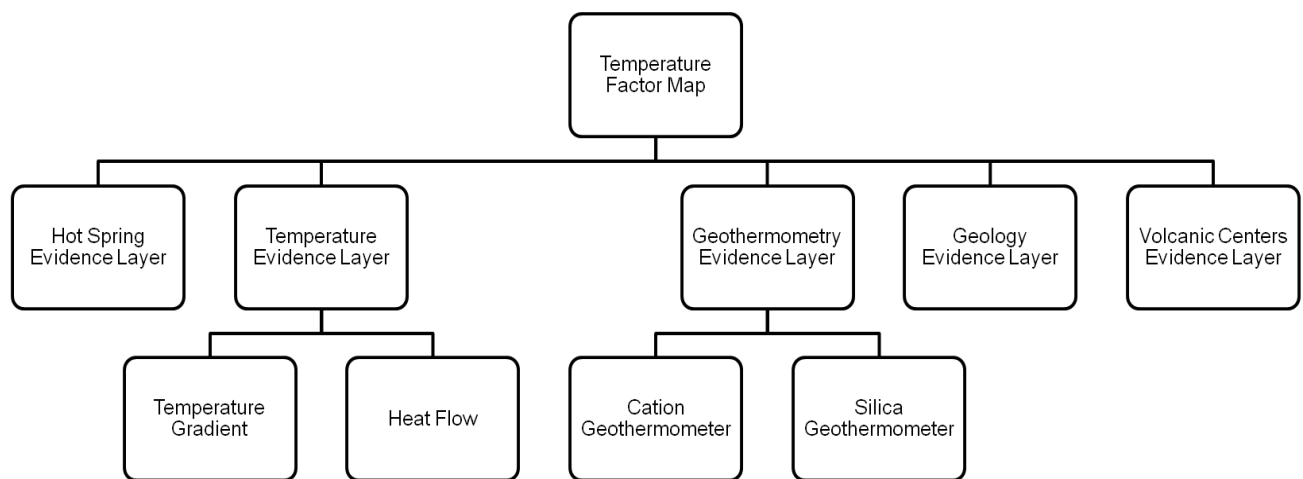 Temperature
Factor Map
Hot Spring
Evidence Layer
Temperature
Evidence Layer
Geothermometry
Evidence Layer
Geology
Evidence Layer
Volcanic Centers
Evidence Layer
Temperature
Gradient
Heat Flow
Cation
Geothermometer
Silica
Geothermometer